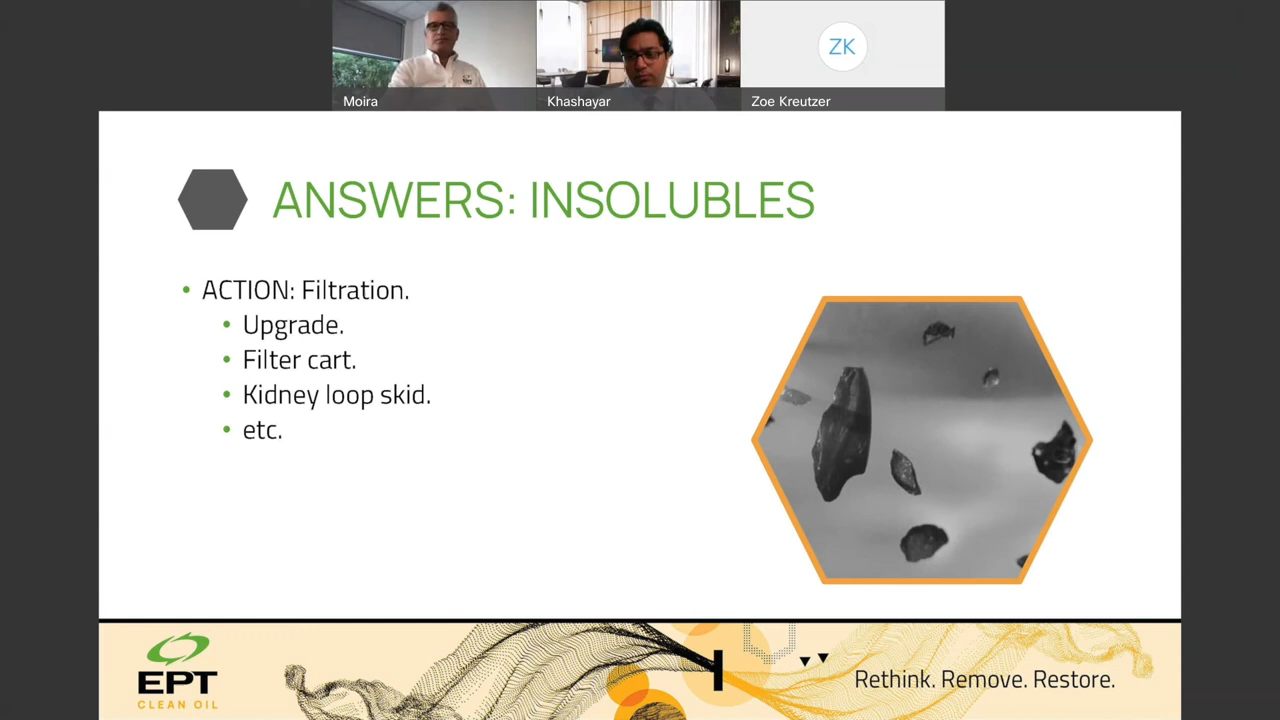 ZK
Moira
Khashayar
Zoe Kreutzer
ANSWERS: INSOLUBLES
• ACTION: Filtration.
• Upgrade.
• Filter cart.
• Kidney loop skid.
• etc.
EPT
CLEAN OIL
Rethink. Remove. Restore.